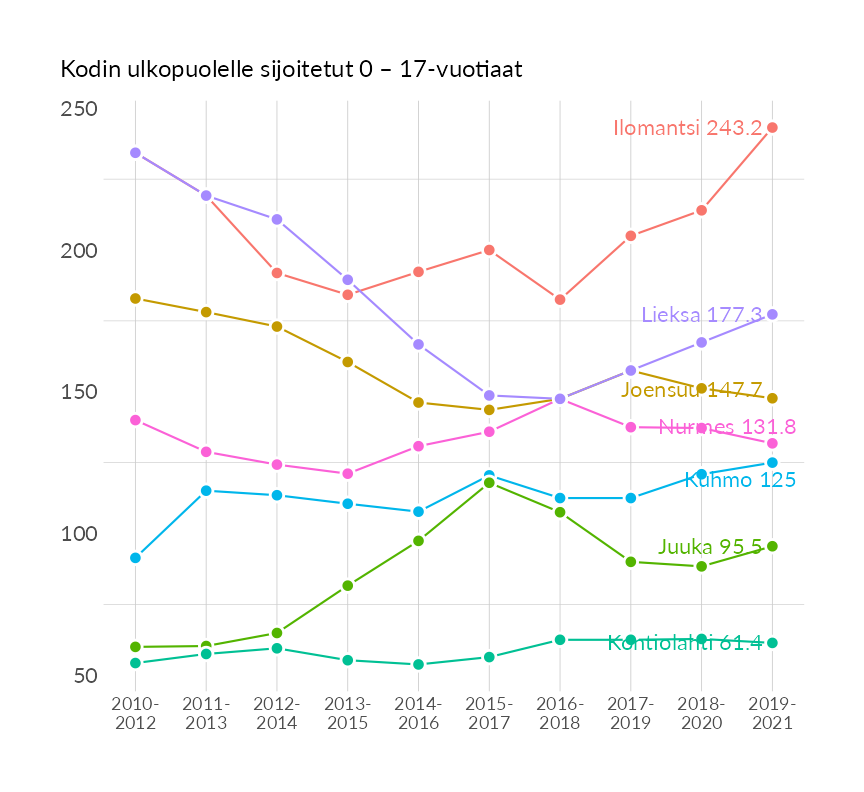 Kodin ulkopuolelle sijoitetut 0 – 17-vuotiaat
250
Ilomantsi 243.2
200
Lieksa 177.3
150
Joensuu 147.7
Nurmes 131.8
Kuhmo 125
100
Juuka 95.5
Kontiolahti 61.4
50
2010- 2011- 2012- 2013- 2014- 2015- 2016- 2017- 2018- 2019-
2012 2013 2014 2015 2016 2017 2018 2019 2020 2021